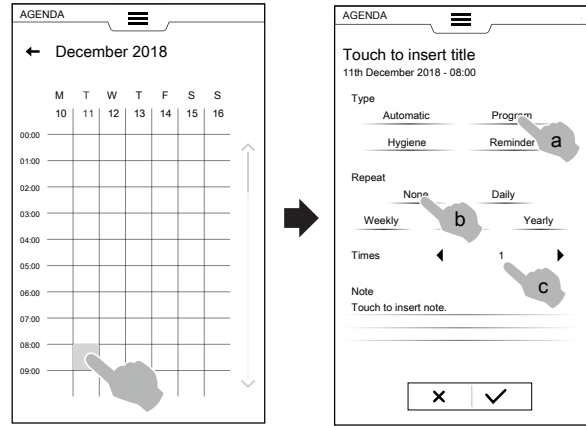 AGENDA
December 2018
M T W T F S S
10 11 12 13 14 15 16
00:00
01:00
02:00
03:00
04:00
05:00
06:00
07:00
08:00
09:00
AGENDA
Touch to insert title
11th December 2018 - 08:00
Type
Automatic Program
Hygiene Reminder
a
Repeat
None Daily
Weekly Yearly
b
Times 1
c
Note
Touch to insert note.